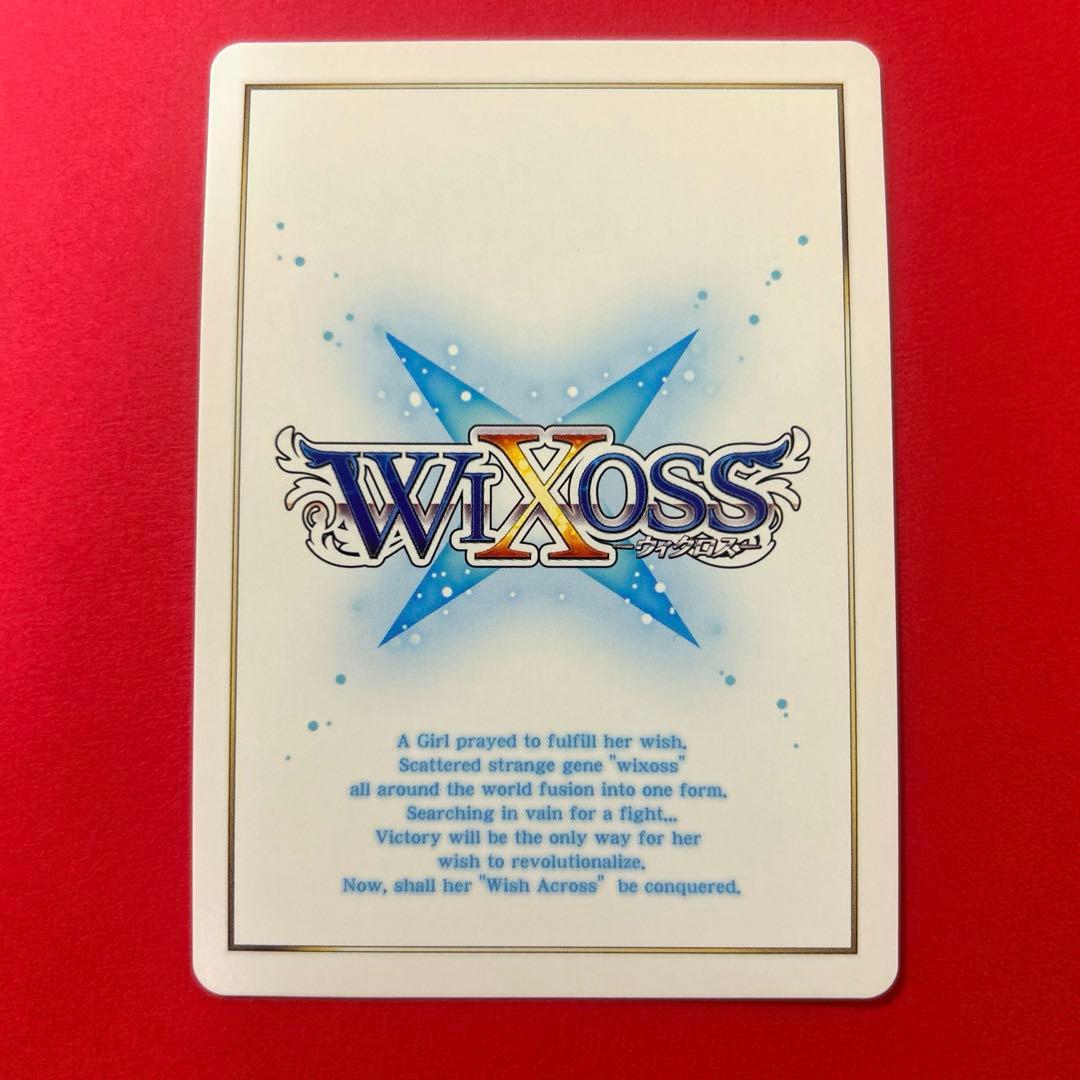 WIXOSS
ーウィクロスー
A Girl prayed to fulfill her wish.
Scattered strange gene "wixoss"
all around the world fusion into one form.
Searching in vain for a fight...
Victory will be the only way for her
wish to revolutionalize.
Now, shall her "Wish Across" be conquered.